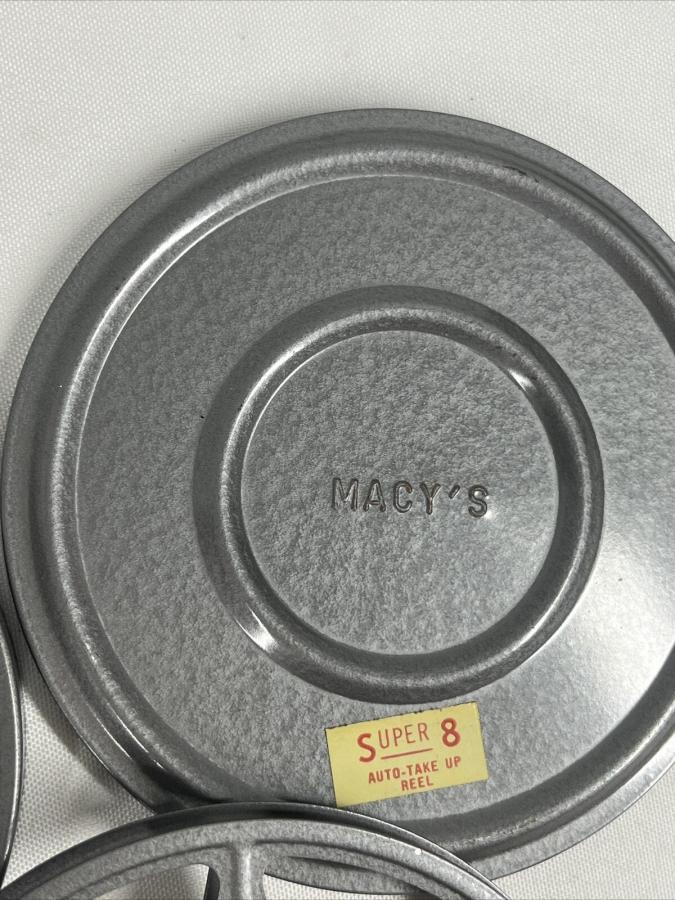 MACY'S
SUPER 8
AUTO-TAKE UP
REEL